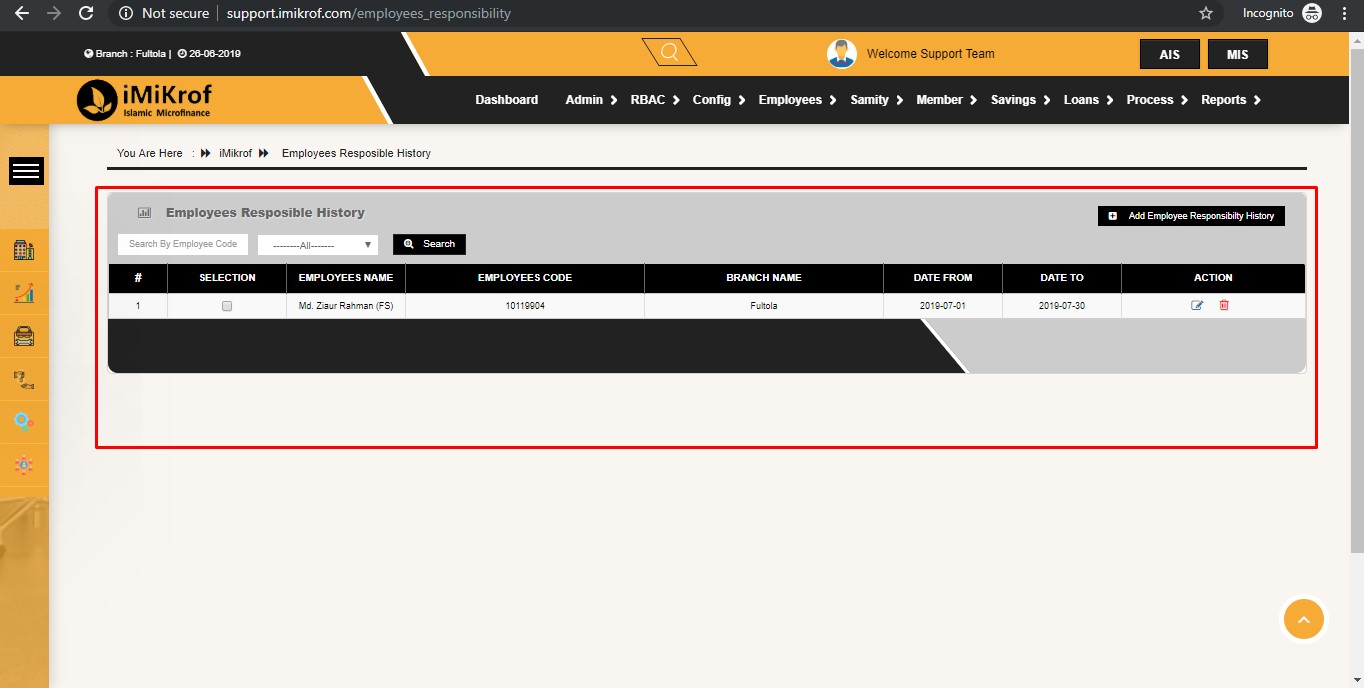 Not secure | support.imikrof.com/employees_responsibility Incognito
Branch : Fultola | 26-06-2019 Welcome Support Team AIS MIS
iMiKrof
Islamic Microfinance
Dashboard Admin RBAC Config Employees Samity Member Savings Loans Process Reports
You Are Here : iMikrof Employees Resposible History
Employees Resposible History Add Employee Responsibilty History
Search By Employee Code --------All------- Search
# SELECTION EMPLOYEES NAME EMPLOYEES CODE BRANCH NAME DATE FROM DATE TO ACTION
1 Md. Ziaur Rahman (FS) 10119904 Fultola 2019-07-01 2019-07-30